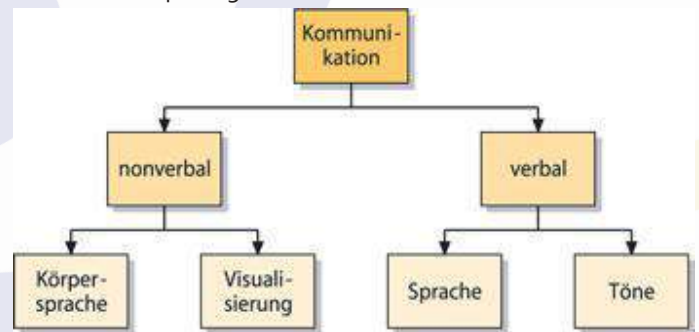 Kommuni-
kation
nonverbal
verbal
Körper-
sprache
Visuali-
sierung
Sprache
Töne